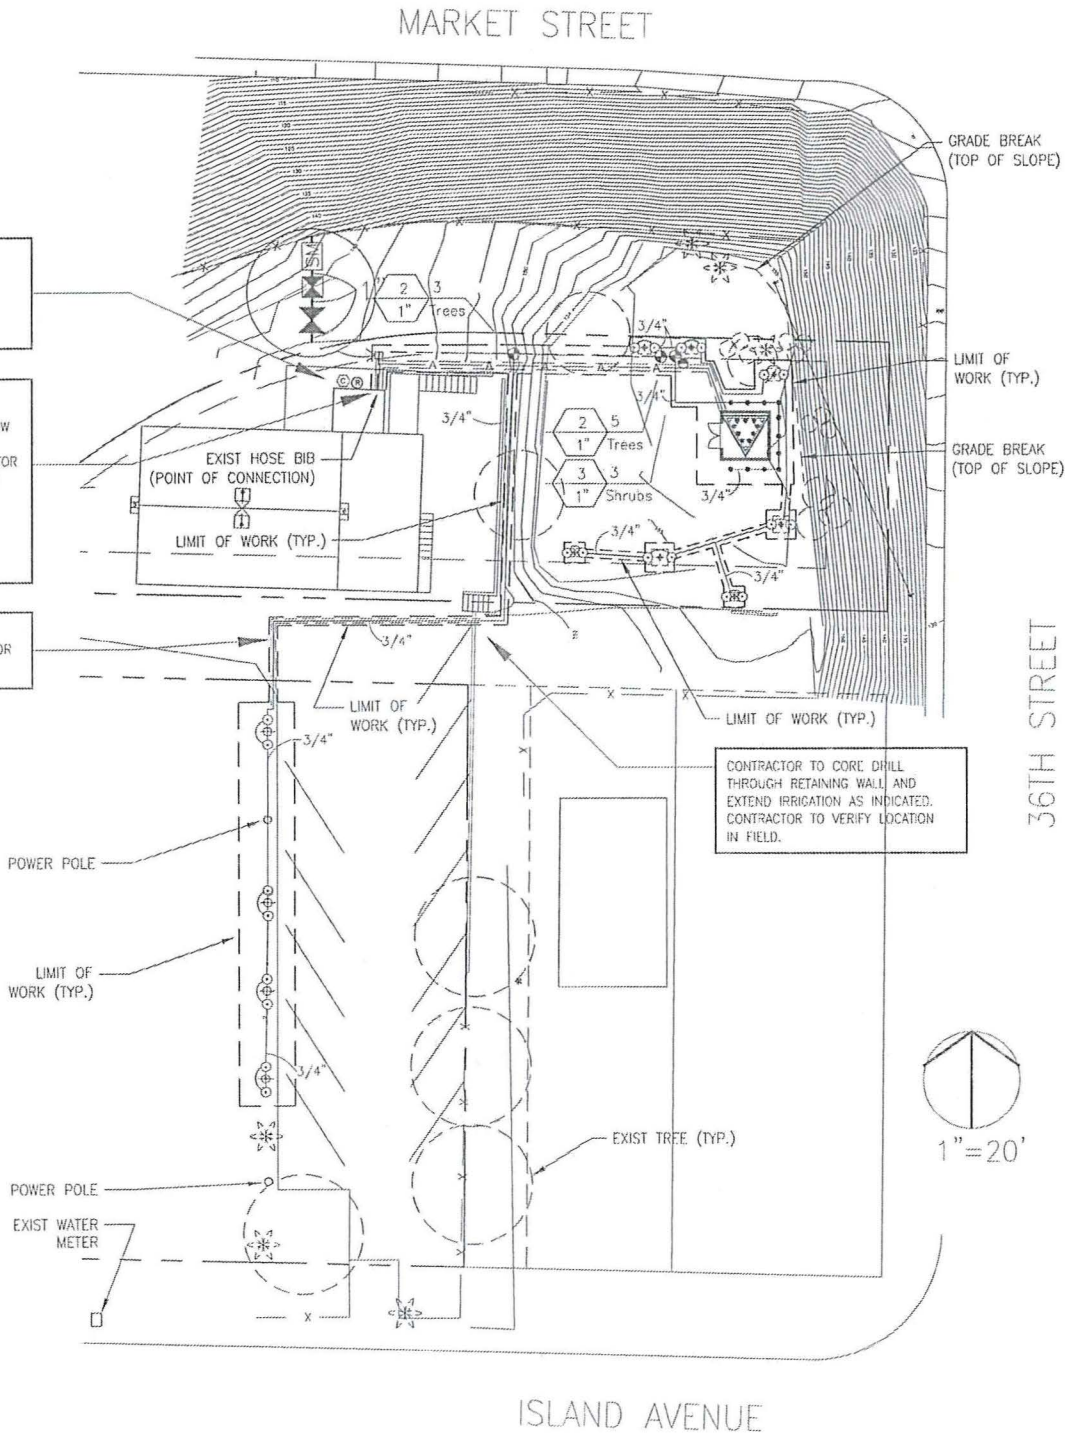 MARKET STREET
GRADE BREAK
(TOP OF SLOPE)
SM
1"
2
3
1"
Trees
3/4"
LIMIT OF
WORK (TYP.)
C
R
3/4"
3/4"
2
5
1"
Trees
EXIST HOSE BIB
(POINT OF CONNECTION)
GRADE BREAK
(TOP OF SLOPE)
3
3
1"
Shrubs
3/4"
LIMIT OF WORK (TYP.)
3/4"
3/4"
3/4"
LIMIT OF
WORK (TYP.)
LIMIT OF WORK (TYP.)
36TH STREET
3/4"
CONTRACTOR TO CORE DRILL
THROUGH RETAINING WALL AND
EXTEND IRRIGATION AS INDICATED.
CONTRACTOR TO VERIFY LOCATION
IN FIELD.
POWER POLE
LIMIT OF
WORK (TYP.)
3/4"
EXIST TREE (TYP.)
1"=20'
POWER POLE
EXIST WATER
METER
ISLAND AVENUE